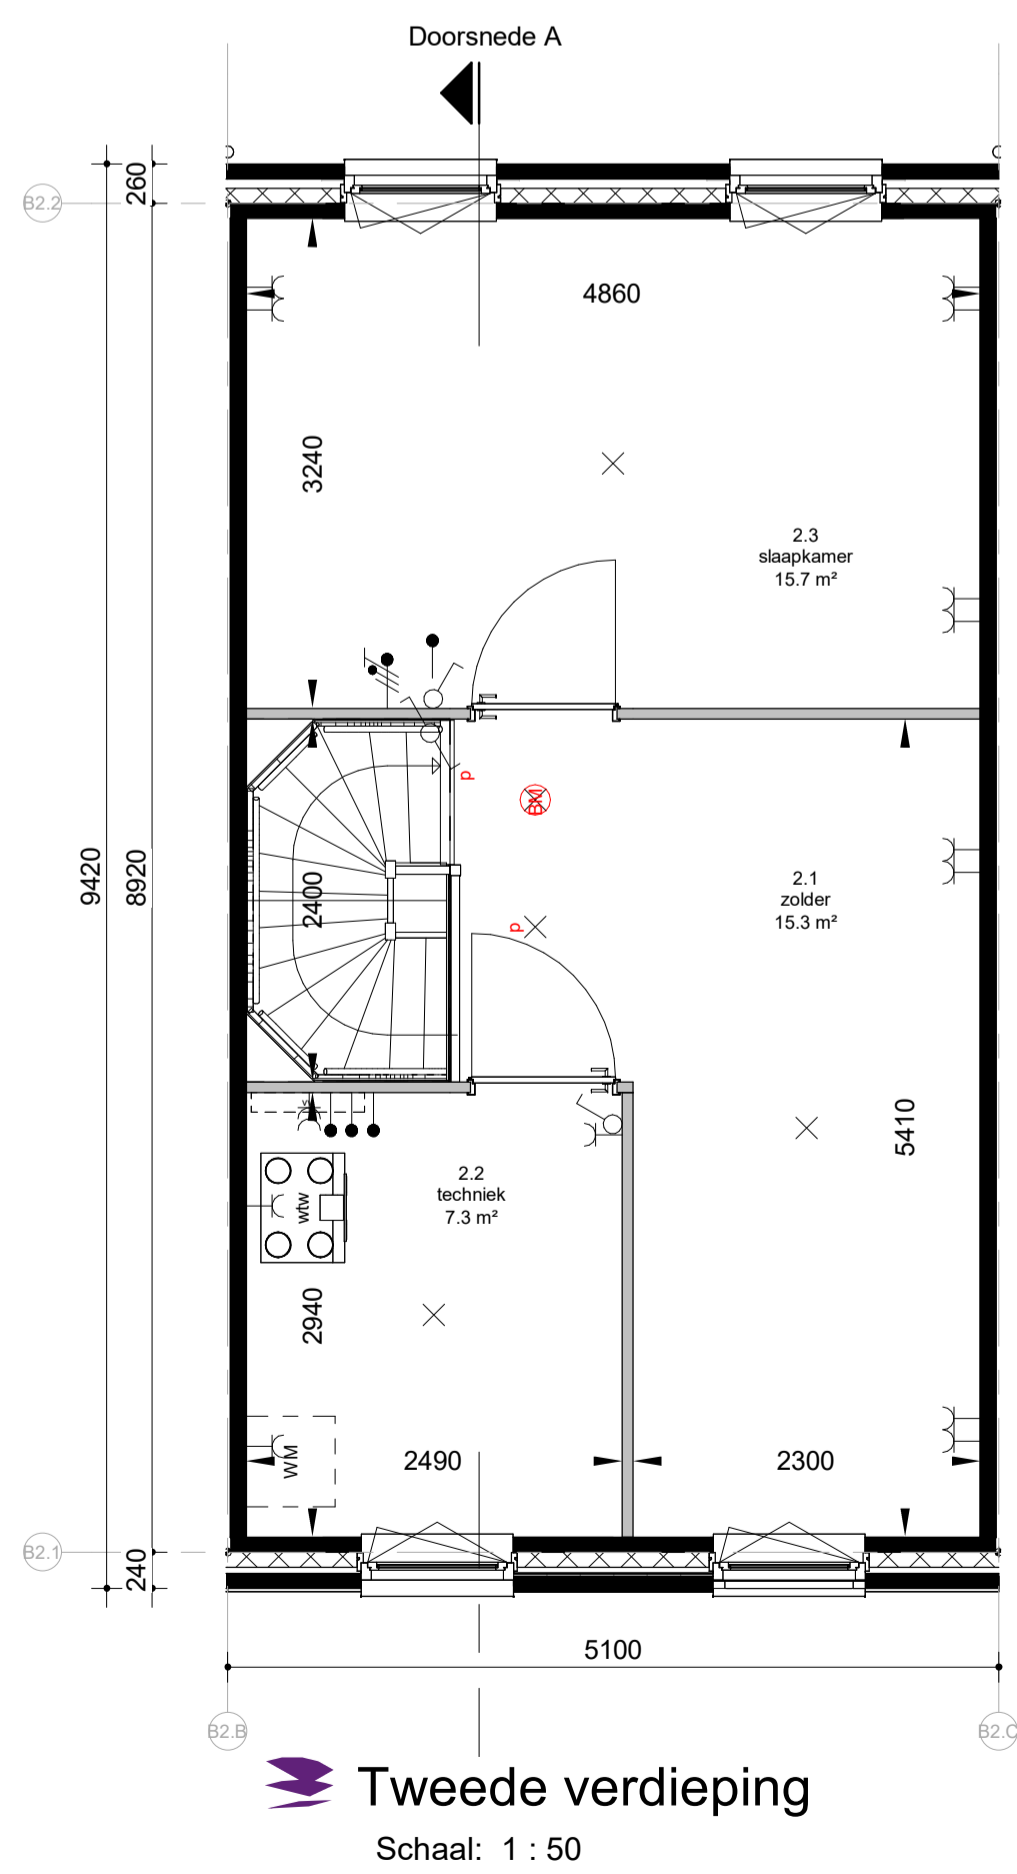 Doorsnede A
260
B2.2
4860
3240
2.3
slaapkamer
15.7 m²
p
BM
9420
8920
2400
2.1
zolder
15.3 m²
p
5410
2.2
techniek
7.3 m²
wtw
2940
WM
2490
2300
B2.1
240
5100
B2.B
B2.C
Tweede verdieping
Schaal: 1 : 50